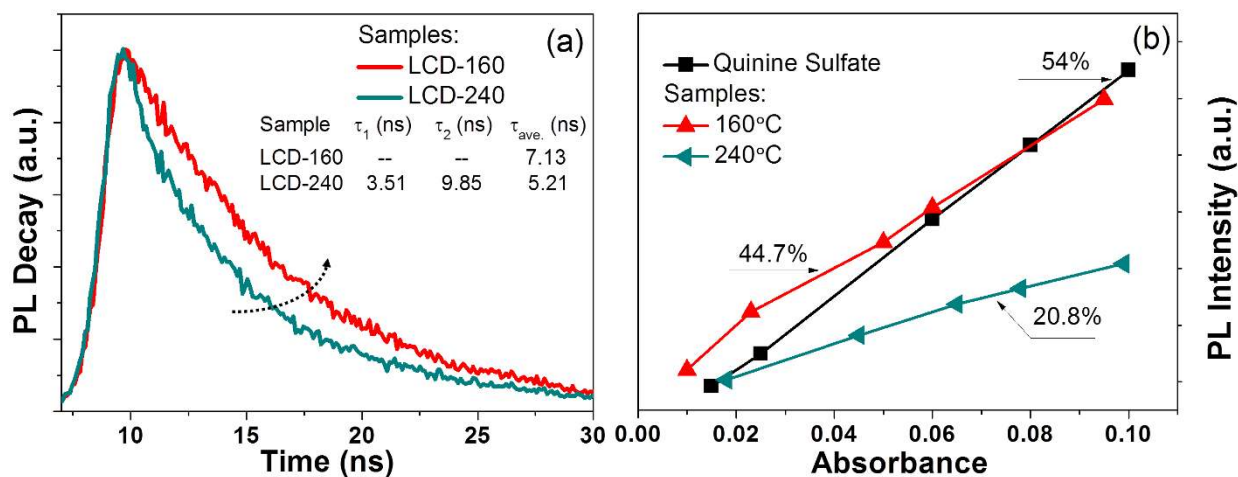 (a)
Samples:
LCD-160
LCD-240
Sample τ1 (ns) τ2 (ns) τave. (ns)
LCD-160 -- -- 7.13
LCD-240 3.51 9.85 5.21
PL Decay (a.u.)
10 15 20 25 30
Time (ns)
(b)
Quinine Sulfate
Samples:
160°C
240°C
54%
44.7%
20.8%
PL Intensity (a.u.)
0.00 0.02 0.04 0.06 0.08 0.10
Absorbance